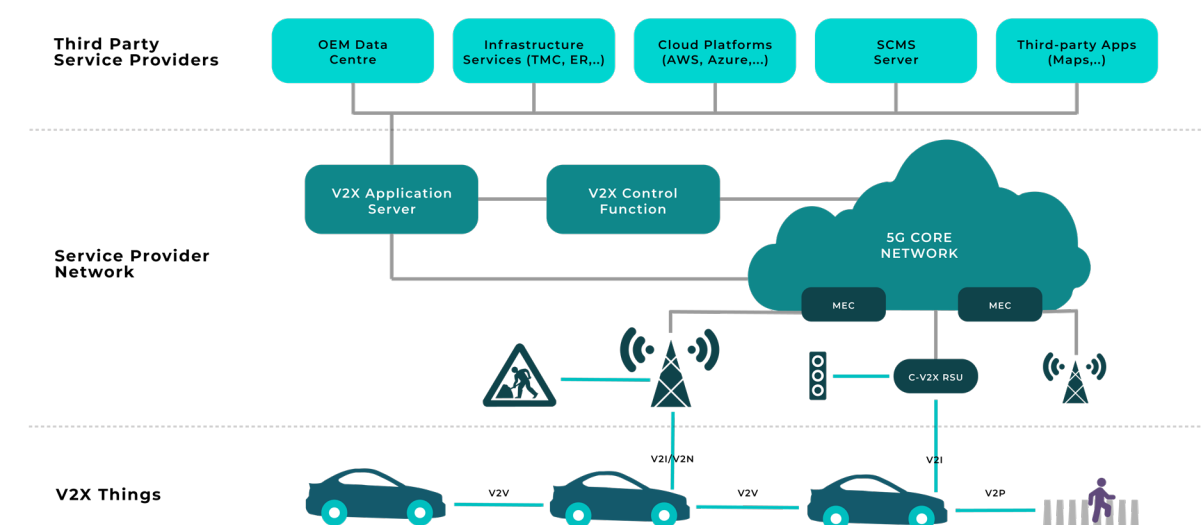 Third Party
Service Providers
OEM Data
Centre
Infrastructure
Services (TMC, ER,..)
Cloud Platforms
(AWS, Azure,...)
SCMS
Server
Third-party Apps
(Maps,..)
Service Provider
Network
V2X Application
Server
V2X Control
Function
5G CORE
NETWORK
MEC
MEC
C-V2X RSU
V2X Things
V2I/V2N
V2I
V2V
V2V
V2P